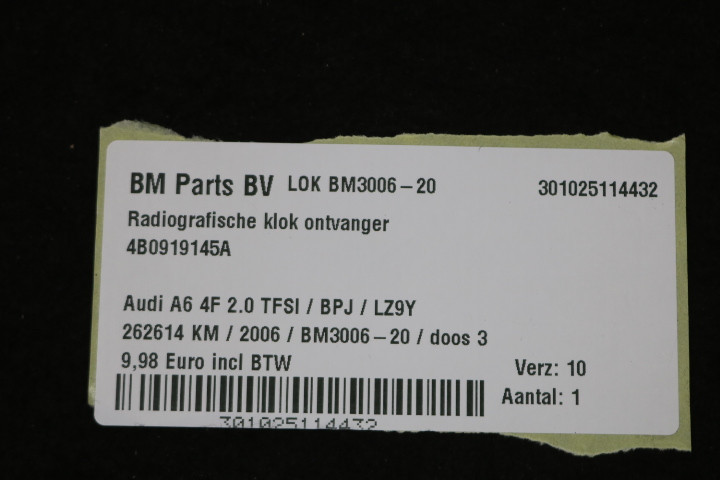 BM Parts BV LOK BM3006-20 301025114432
Radiografische klok ontvanger
4B0919145A
Audi A6 4F 2.0 TFSI / BPJ / LZ9Y
262614 KM / 2006 / BM3006-20 / doos 3
9,98 Euro incl BTW
Verz: 10
Aantal: 1
301025114432